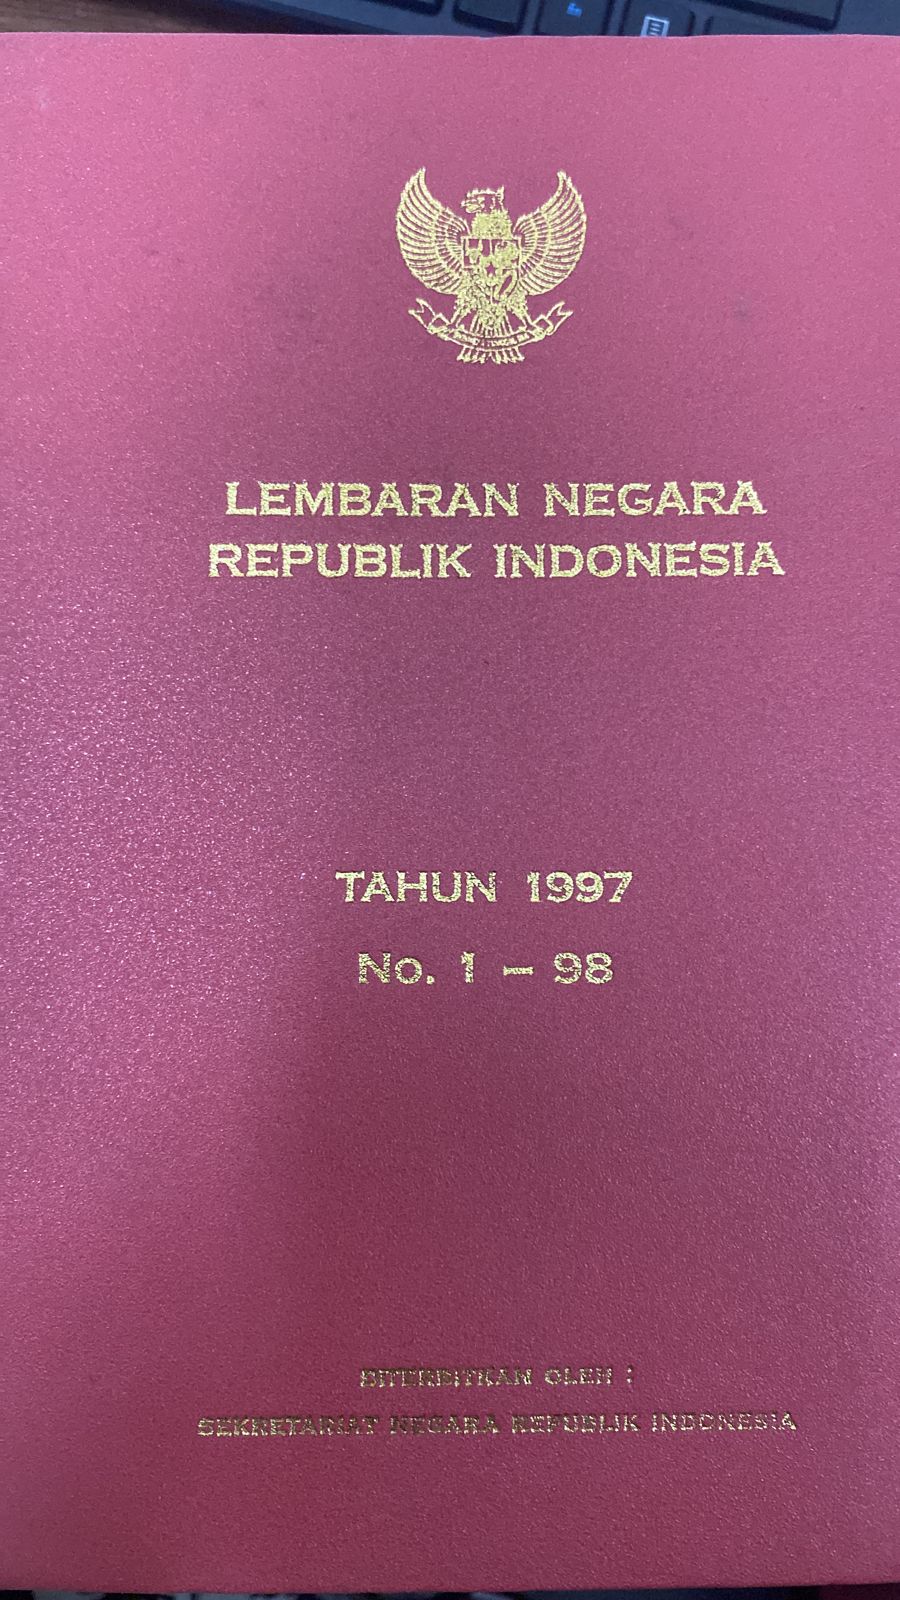 LEMBARAN NEGARA
REPUBLIK INDONESIA
TAHUN 1997
No. 1 – 98
DITERBITKAN OLEH :
SEKRETARIAT NEGARA REPUBLIK INDONESIA